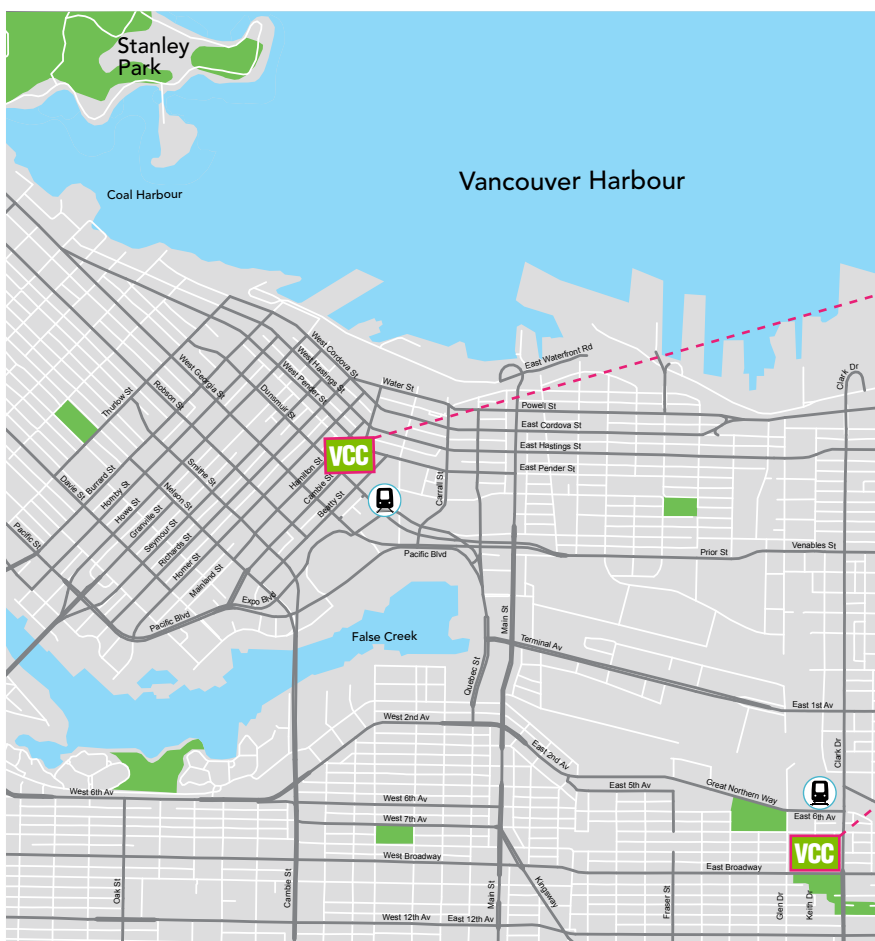 Stanley
Park
Coal Harbour
Vancouver Harbour
East Waterfront Rd
Clark Dr
West Cordova St
West Hastings St
West Pender St
West Georgia St
Dunsmuir St
Robson St
Thurlow St
Water St
Powell St
East Cordova St
East Hastings St
East Pender St
VCC
Hamilton St
Cambie St
Beatty St
Carrall St
Smithe St
Nelson St
Davie St
Burrard St
Hornby St
Howe St
Granville St
Seymour St
Richards St
Homer St
Mainland St
Pacific St
Pacific Blvd
Expo Blvd
Pacific Blvd
Prior St
Venables St
False Creek
Main St
Quebec St
Terminal Av
East 1st Av
West 2nd Av
East 2nd Av
Clark Dr
Great Northern Way
East 5th Av
East 6th Av
West 6th Av
West 6th Av
West 7th Av
VCC
West Broadway
East Broadway
Oak St
Cambie St
Main St
Kingsway
Fraser St
Glen Dr
Keith Dr
West 12th Av
East 12th Av